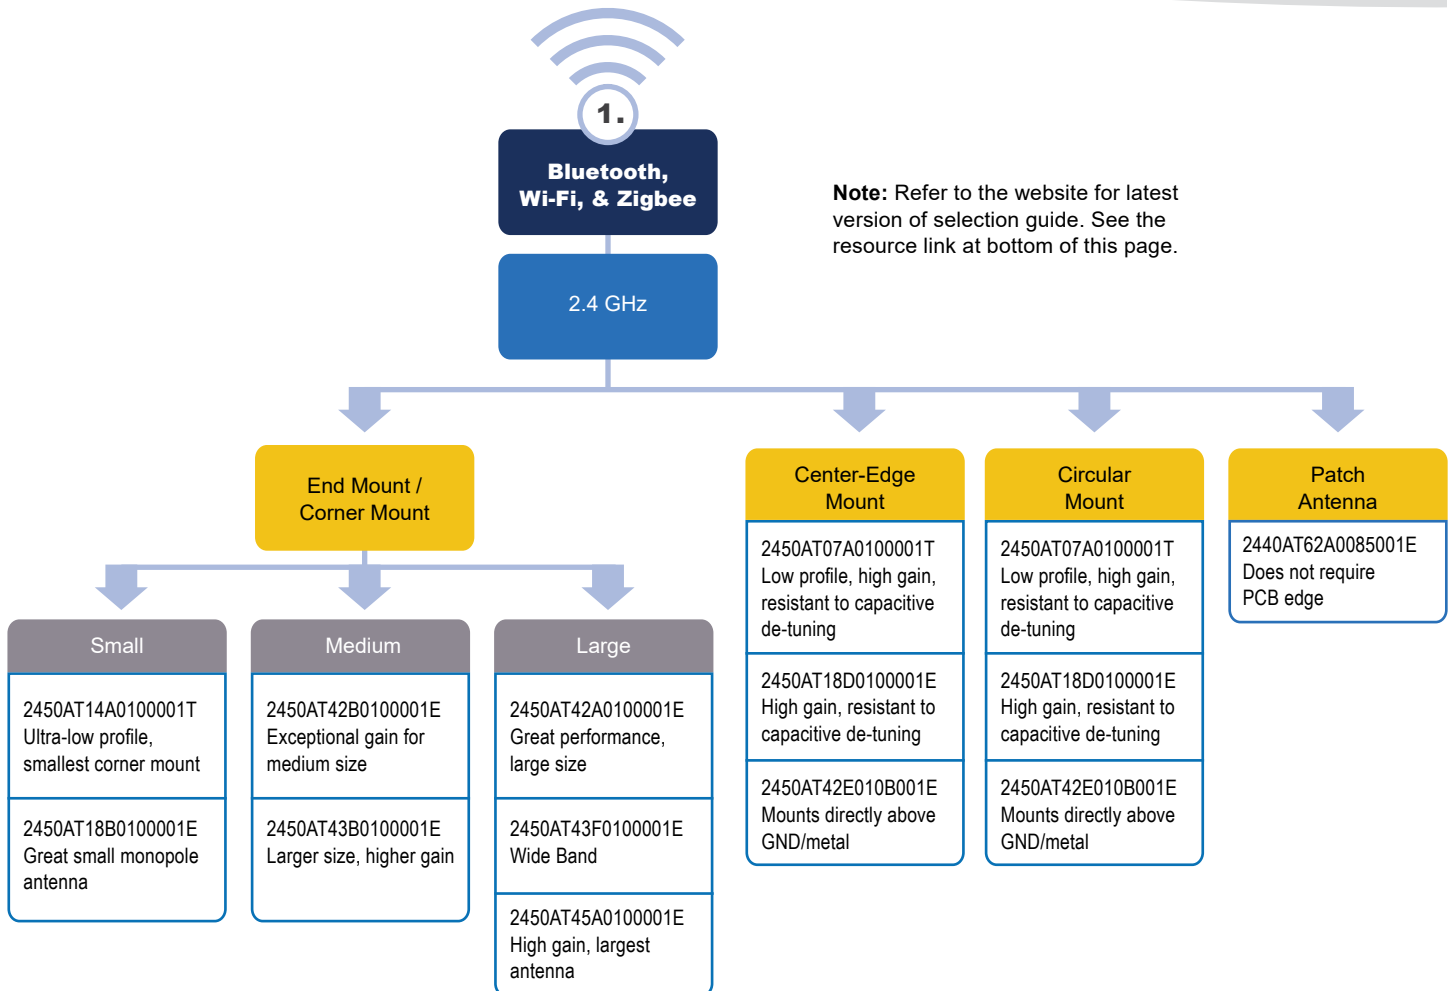 1.
Bluetooth,
Wi-Fi, & Zigbee
Note: Refer to the website for latest
version of selection guide. See the
resource link at bottom of this page.
2.4 GHz
End Mount /
Corner Mount
Small
2450AT14A0100001T
Ultra-low profile,
smallest corner mount
2450AT18B0100001E
Great small monopole
antenna
Medium
2450AT42B0100001E
Exceptional gain for
medium size
2450AT43B0100001E
Larger size, higher gain
Large
2450AT42A0100001E
Great performance,
large size
2450AT43F0100001E
Wide Band
2450AT45A0100001E
High gain, largest
antenna
Center-Edge
Mount
2450AT07A0100001T
Low profile, high gain,
resistant to capacitive
de-tuning
2450AT18D0100001E
High gain, resistant to
capacitive de-tuning
2450AT42E010B001E
Mounts directly above
GND/metal
Circular
Mount
2450AT07A0100001T
Low profile, high gain,
resistant to capacitive
de-tuning
2450AT18D0100001E
High gain, resistant to
capacitive de-tuning
2450AT42E010B001E
Mounts directly above
GND/metal
Patch
Antenna
2440AT62A0085001E
Does not require
PCB edge